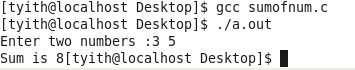 [tyith@localhost Desktop]$ gcc sumofnum.c
[tyith@localhost Desktop]$ ./a.out
Enter two numbers :3 5
Sum is 8[tyith@localhost Desktop]$